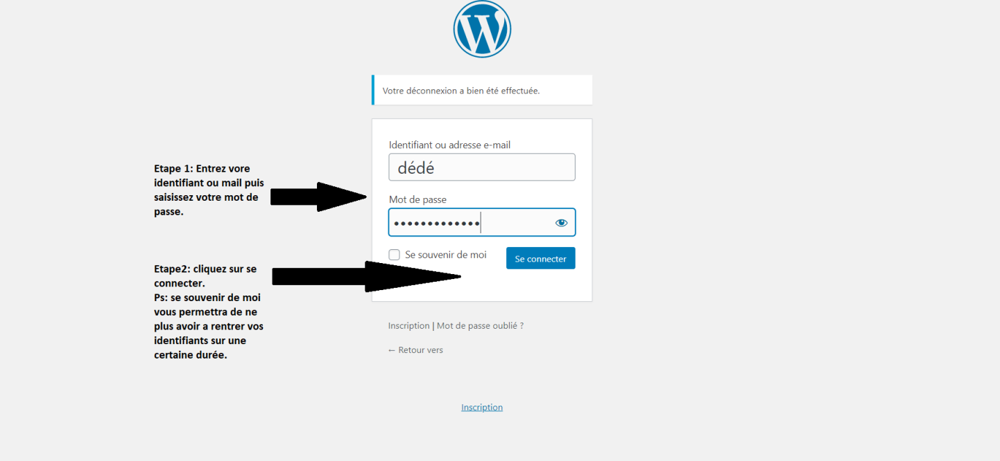 Votre déconnexion a bien été effectuée.
Identifiant ou adresse e-mail
dédé
Etape 1: Entrez vore
identifiant ou mail puis
saisissez votre mot de
passe.
Mot de passe
•••••••••••••
Se souvenir de moi
Se connecter
Etape2: cliquez sur se
connecter.
Ps: se souvenir de moi
vous permettra de ne
plus avoir a rentrer vos
identifiants sur une
certaine durée.
Inscription | Mot de passe oublié ?
← Retour vers
Inscription